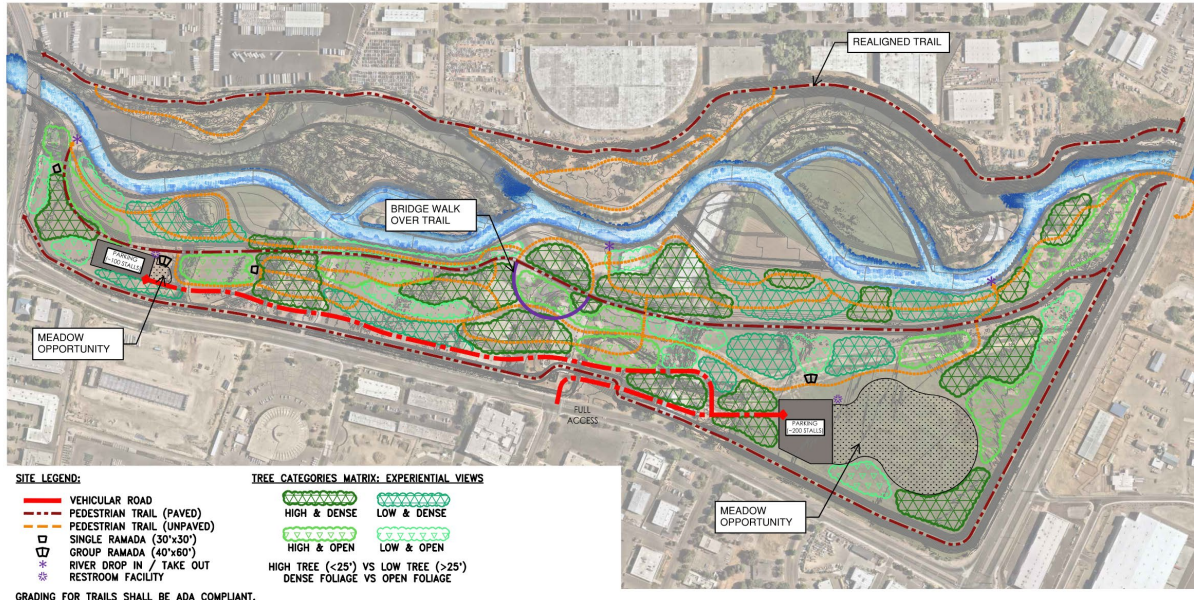 REALIGNED TRAIL
BRIDGE WALK
OVER TRAIL
PARKING
(~100 STALLS)
MEADOW
OPPORTUNITY
FULL
ACCESS
PARKING
(~200 STALLS)
MEADOW
OPPORTUNITY
SITE LEGEND:
VEHICULAR ROAD
PEDESTRIAN TRAIL (PAVED)
PEDESTRIAN TRAIL (UNPAVED)
SINGLE RAMADA (30'x30')
GROUP RAMADA (40'x60')
RIVER DROP IN / TAKE OUT
RESTROOM FACILITY
GRADING FOR TRAILS SHALL BE ADA COMPLIANT.
TREE CATEGORIES MATRIX: EXPERIENTIAL VIEWS
HIGH & DENSE
LOW & DENSE
HIGH & OPEN
LOW & OPEN
HIGH TREE (<25') VS LOW TREE (>25')
DENSE FOLIAGE VS OPEN FOLIAGE